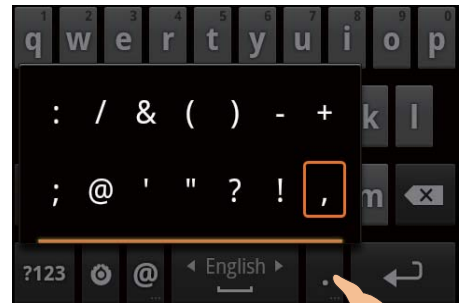 1 2 3 4 5 6 7 8 9 0
q w e r t y u i o p
: / & ( ) - +
k l
; @ ' " ? ! ,
m
?123 @ English .